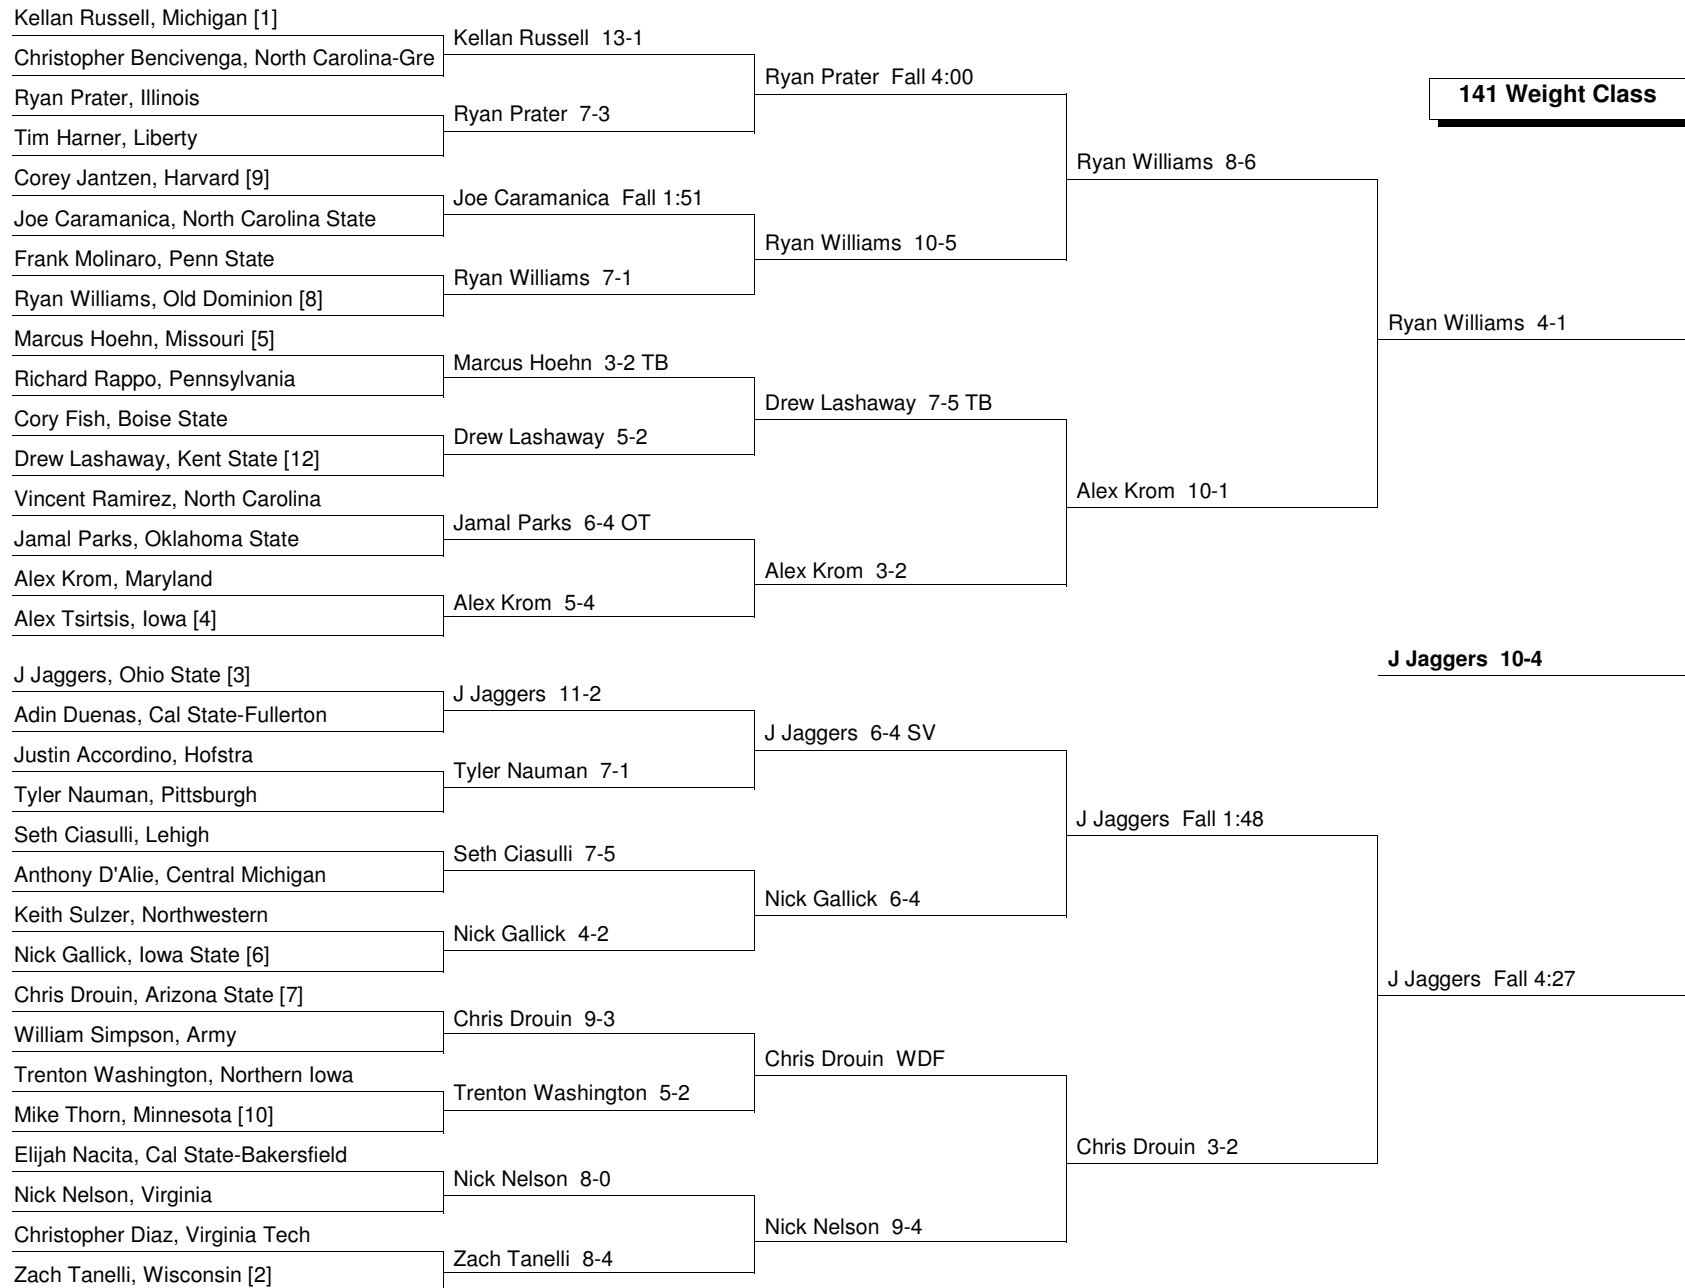 Kellan Russell, Michigan [1]
Christopher Bencivenga, North Carolina-Gre
Ryan Prater, Illinois
Tim Harner, Liberty
Corey Jantzen, Harvard [9]
Joe Caramanica, North Carolina State
Frank Molinaro, Penn State
Ryan Williams, Old Dominion [8]
Marcus Hoehn, Missouri [5]
Richard Rappo, Pennsylvania
Cory Fish, Boise State
Drew Lashaway, Kent State [12]
Vincent Ramirez, North Carolina
Jamal Parks, Oklahoma State
Alex Krom, Maryland
Alex Tsirtsis, Iowa [4]
J Jaggers, Ohio State [3]
Adin Duenas, Cal State-Fullerton
Justin Accordino, Hofstra
Tyler Nauman, Pittsburgh
Seth Ciasulli, Lehigh
Anthony D'Alie, Central Michigan
Keith Sulzer, Northwestern
Nick Gallick, Iowa State [6]
Chris Drouin, Arizona State [7]
William Simpson, Army
Trenton Washington, Northern Iowa
Mike Thorn, Minnesota [10]
Elijah Nacita, Cal State-Bakersfield
Nick Nelson, Virginia
Christopher Diaz, Virginia Tech
Zach Tanelli, Wisconsin [2]
Kellan Russell 13-1
Ryan Prater 7-3
Joe Caramanica Fall 1:51
Ryan Williams 7-1
Marcus Hoehn 3-2 TB
Drew Lashaway 5-2
Jamal Parks 6-4 OT
Alex Krom 5-4
J Jaggers 11-2
Tyler Nauman 7-1
Seth Ciasulli 7-5
Nick Gallick 4-2
Chris Drouin 9-3
Trenton Washington 5-2
Nick Nelson 8-0
Zach Tanelli 8-4
Ryan Prater Fall 4:00
Ryan Williams 10-5
Drew Lashaway 7-5 TB
Alex Krom 3-2
J Jaggers 6-4 SV
Nick Gallick 6-4
Chris Drouin WDF
Nick Nelson 9-4
Ryan Williams 8-6
Alex Krom 10-1
J Jaggers Fall 1:48
Chris Drouin 3-2
141 Weight Class
Ryan Williams 4-1
J Jaggers 10-4
J Jaggers Fall 4:27